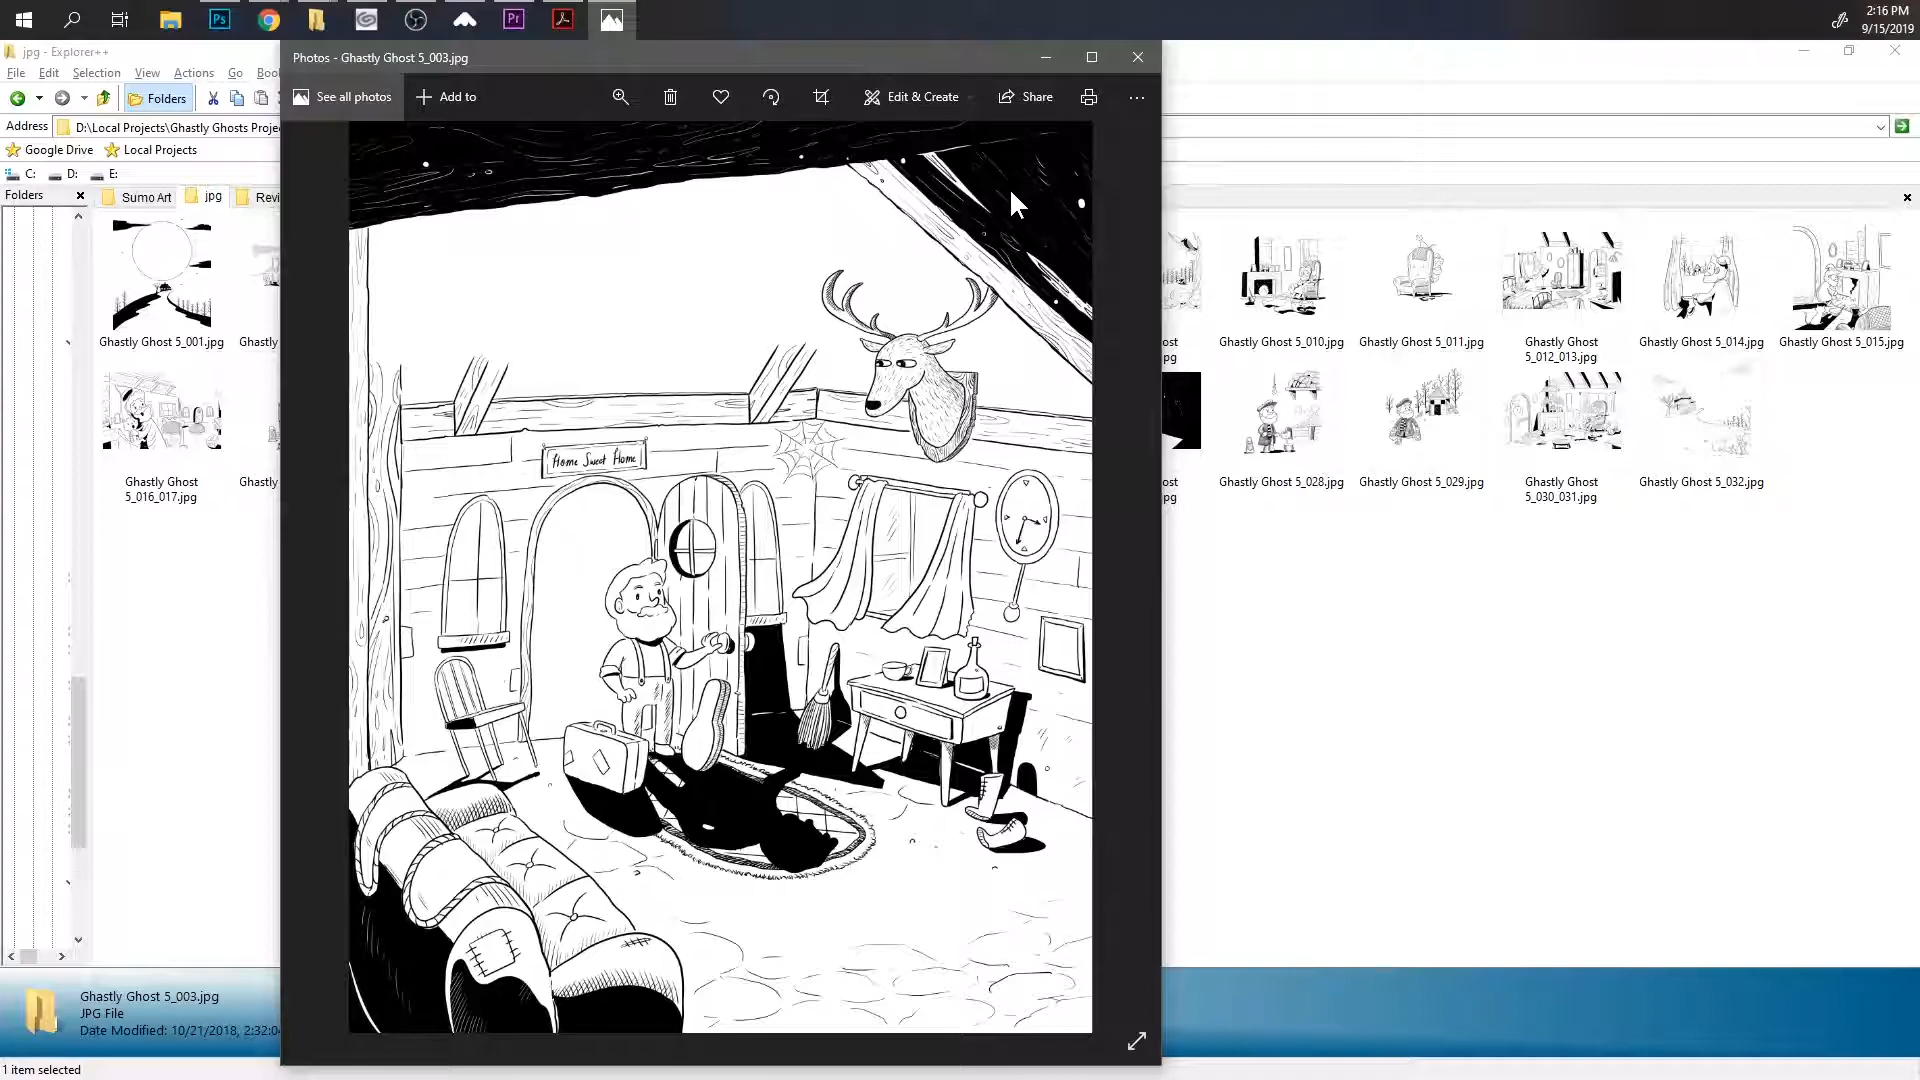 2:16 PM
9/15/2019
jpg - Explorer++
File Edit Selection View Actions Go
Folders
Address D:\Local Projects\Ghastly Ghosts
Google Drive Local Projects
C: D: E:
Folders
Sumo Art jpg
Photos - Ghastly Ghost 5_003.jpg
See all photos Add to Edit & Create Share
Ps
Pr
Home Sweet Home
Ghastly Ghost 5_001.jpg
Ghastly
Ghastly Ghost 5_010.jpg
Ghastly Ghost 5_011.jpg
Ghastly Ghost
5_012_013.jpg
Ghastly Ghost 5_014.jpg
Ghastly Ghost 5_015.jpg
Ghastly Ghost
5_016_017.jpg
Ghastly
Ghastly Ghost 5_028.jpg
Ghastly Ghost 5_029.jpg
Ghastly Ghost
5_030_031.jpg
Ghastly Ghost 5_032.jpg
Ghastly Ghost 5_003.jpg
JPG File
Date Modified: 10/21/2018, 2:32:04
1 item selected